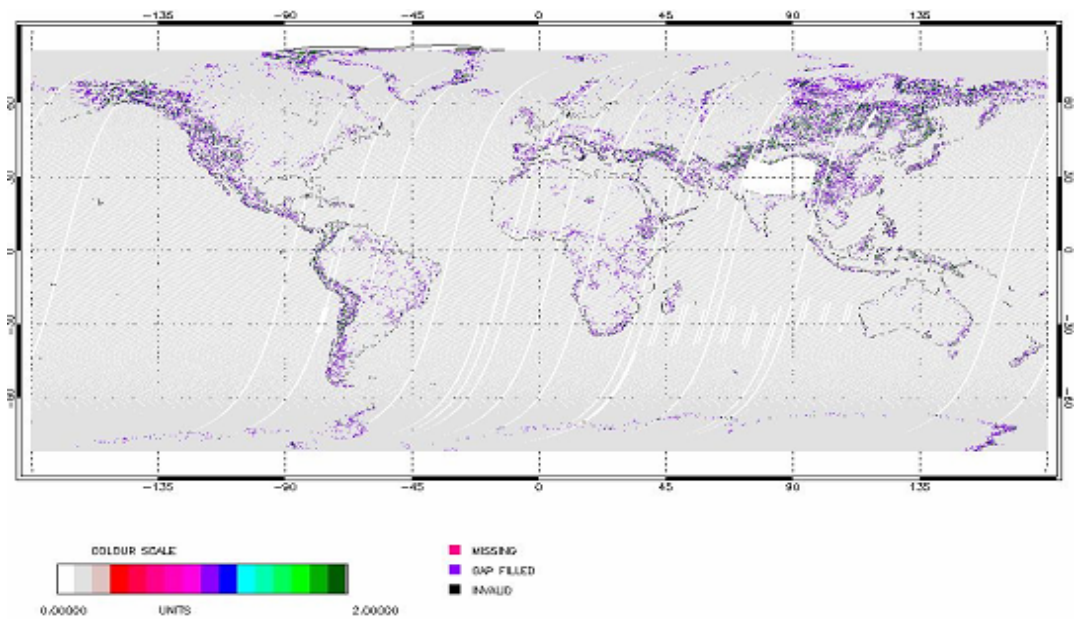 −135 −90 −45 0 45 90 135
60 60
30 30
0 0
−30 −30
−60 −60
−135 −90 −45 0 45 90 135
COLOUR SCALE
0.00000 UNITS 2.00000
MISSING
GAP FILLED
INVALID